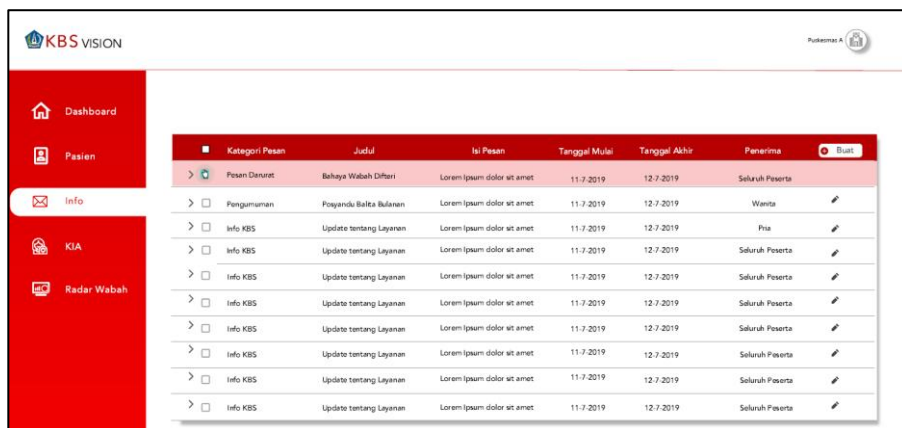 KBS VISION
Puskesmas A
Dashboard
Pasien
Info
KIA
Radar Wabah
Kategori Pesan Judul Isi Pesan Tanggal Mulai Tanggal Akhir Penerima Buat
Pesan Darurat Bahaya Wabah Difteri Lorem Ipsum dolor sit amet 11-7-2019 12-7-2019 Seluruh Peserta
Pengumuman Posyandu Balita Bulanan Lorem Ipsum dolor sit amet 11-7-2019 12-7-2019 Wanita
Info KBS Update tentang Layanan Lorem Ipsum dolor sit amet 11-7-2019 12-7-2019 Pria
Info KBS Update tentang Layanan Lorem Ipsum dolor sit amet 11-7-2019 12-7-2019 Seluruh Peserta
Info KBS Update tentang Layanan Lorem Ipsum dolor sit amet 11-7-2019 12-7-2019 Seluruh Peserta
Info KBS Update tentang Layanan Lorem Ipsum dolor sit amet 11-7-2019 12-7-2019 Seluruh Peserta
Info KBS Update tentang Layanan Lorem Ipsum dolor sit amet 11-7-2019 12-7-2019 Seluruh Peserta
Info KBS Update tentang Layanan Lorem Ipsum dolor sit amet 11-7-2019 12-7-2019 Seluruh Peserta
Info KBS Update tentang Layanan Lorem Ipsum dolor sit amet 11-7-2019 12-7-2019 Seluruh Peserta
Info KBS Update tentang Layanan Lorem Ipsum dolor sit amet 11-7-2019 12-7-2019 Seluruh Peserta